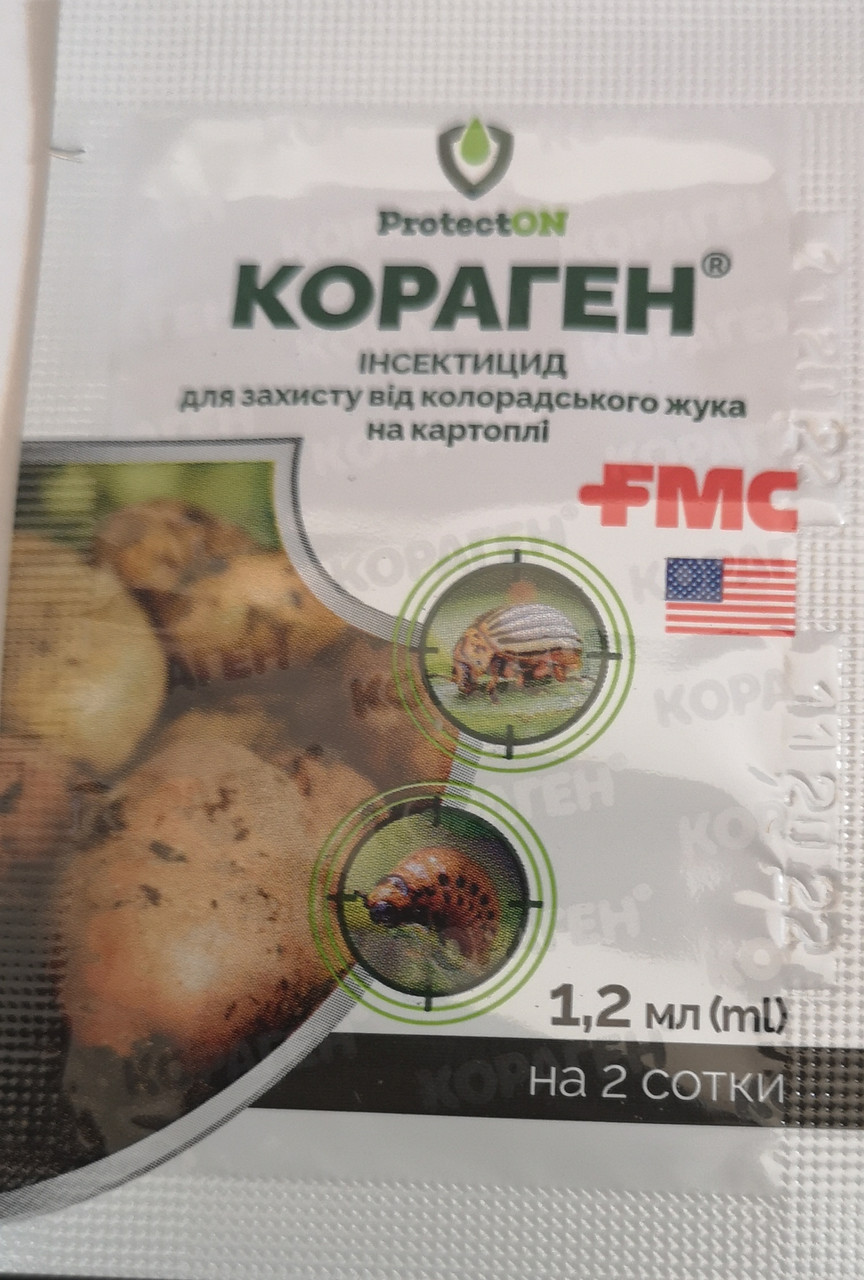 ProtectON
КОРАГЕН®
ІНСЕКТИЦИД
для захисту від колорадського жука
на картоплі
FMC
1,2 мл (ml)
на 2 сотки